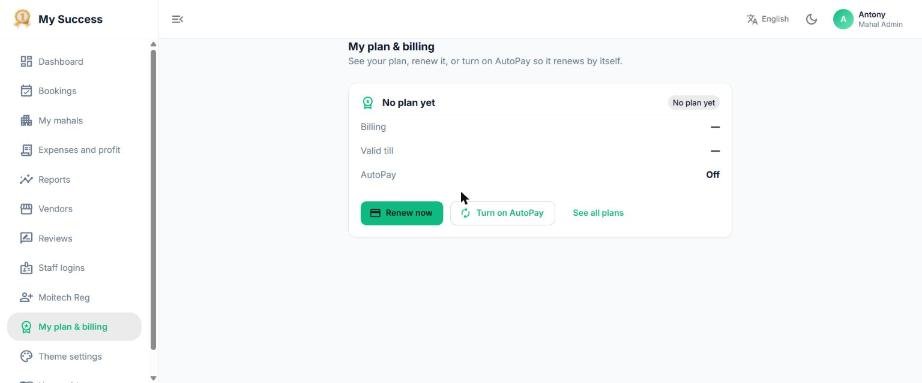 My Success
English
A
Antony
Mahal Admin
Dashboard
Bookings
My mahals
Expenses and profit
Reports
Vendors
Reviews
Staff logins
Moitech Reg
My plan & billing
Theme settings
My plan & billing
See your plan, renew it, or turn on AutoPay so it renews by itself.
No plan yet
No plan yet
Billing —
Valid till —
AutoPay Off
Renew now
Turn on AutoPay
See all plans